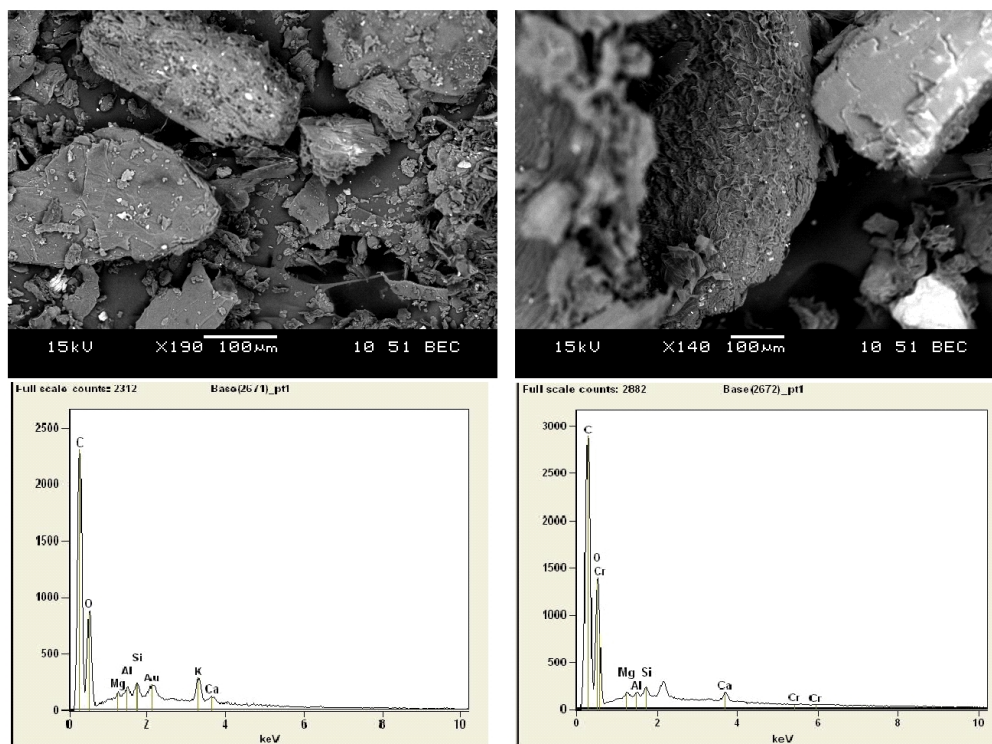 15kV X190 100μm 10 51 BEC
15kV X140 100μm 10 51 BEC
Full scale counts: 2312 Base(2671)_pt1
2500
2000
1500
1000
500
0
C
O
Mg
Al
Si
Au
K
Ca
0 2 4 6 8 10
keV
Full scale counts: 2882 Base(2672)_pt1
3000
2500
2000
1500
1000
500
0
C
O
Cr
Mg
Al
Si
Ca
Cr Cr
0 2 4 6 8 10
keV